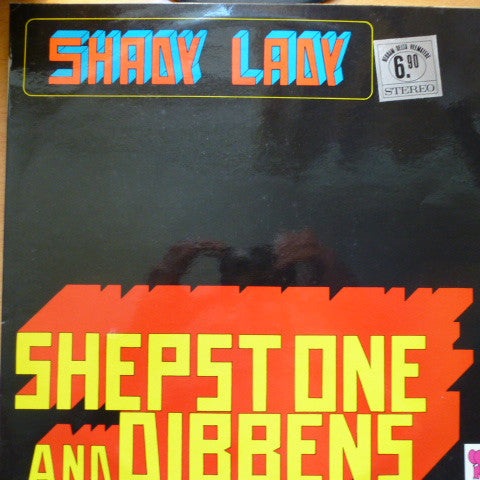 SHADY LADY
6.90
STEREO
SHEPSTONE
AND DIBBENS